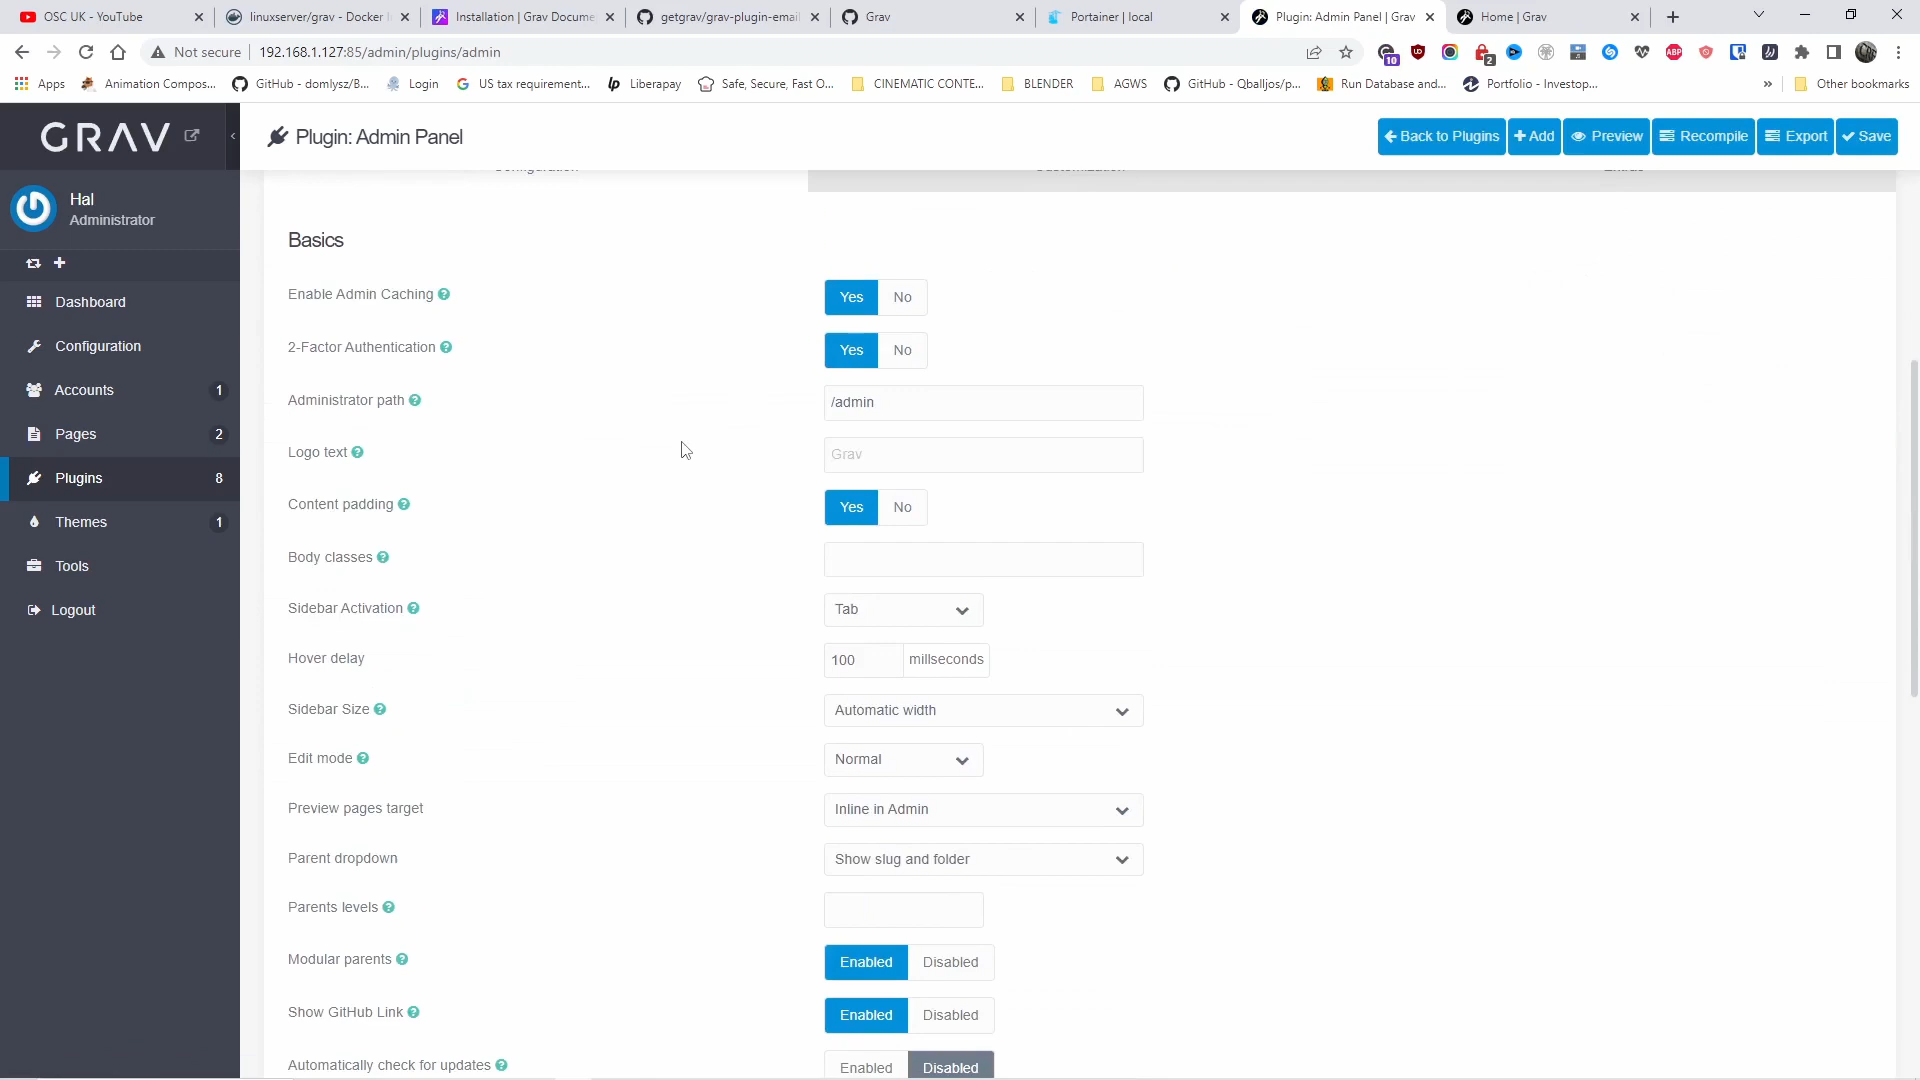 OSC UK - YouTube
linuxserver/grav - Docker I
Installation | Grav Docume
getgrav/grav-plugin-email
Grav
Portainer | local
Plugin: Admin Panel | Grav
Home | Grav
Not secure
192.168.1.127:85/admin/plugins/admin
10
2
ABP
Apps
Animation Compos...
GitHub - domlysz/B...
Login
US tax requirement...
Liberapay
Safe, Secure, Fast O...
CINEMATIC CONTE...
BLENDER
AGWS
GitHub - Qballjos/p...
Run Database and...
Portfolio - Investop...
»
Other bookmarks
GRAV
Plugin: Admin Panel
Back to Plugins
Add
Preview
Recompile
Export
Save
Configuration
Customization
Extras
Hal
Administrator
Dashboard
Configuration
Accounts 1
Pages 2
Plugins 8
Themes 1
Tools
Logout
Basics
Enable Admin Caching Yes No
2-Factor Authentication Yes No
Administrator path /admin
Logo text Grav
Content padding Yes No
Body classes
Sidebar Activation Tab
Hover delay 100 millseconds
Sidebar Size Automatic width
Edit mode Normal
Preview pages target Inline in Admin
Parent dropdown Show slug and folder
Parents levels
Modular parents Enabled Disabled
Show GitHub Link Enabled Disabled
Automatically check for updates Enabled Disabled